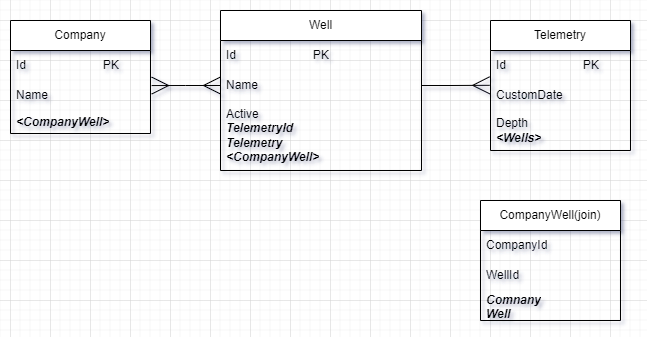 Company
Id PK
Name
<CompanyWell>
Well
Id PK
Name
Active
TelemetryId
Telemetry
<CompanyWell>
Telemetry
Id PK
CustomDate
Depth
<Wells>
CompanyWell(join)
CompanyId
WellId
Comnany
Well